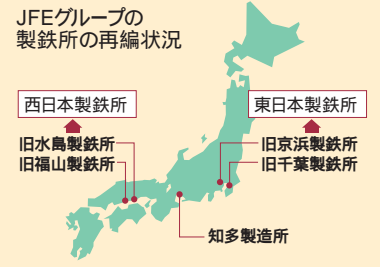 JFEグループの
製鉄所の再編状況
西日本製鉄所
旧水島製鉄所
旧福山製鉄所
東日本製鉄所
旧京浜製鉄所
旧千葉製鉄所
知多製造所